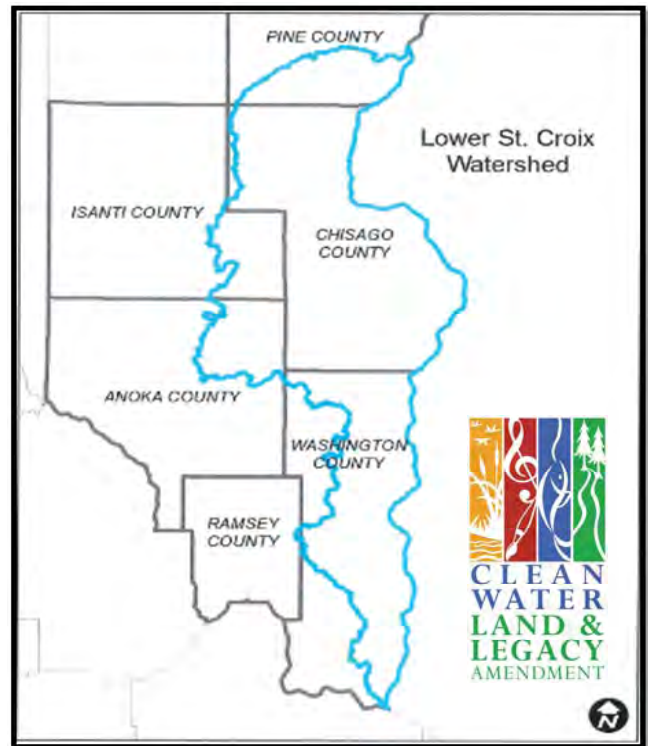 PINE COUNTY
Lower St. Croix
Watershed
ISANTI COUNTY
CHISAGO
COUNTY
ANOKA COUNTY
WASHINGTON
COUNTY
RAMSEY
COUNTY
CLEAN
WATER
LAND &
LEGACY
AMENDMENT
N